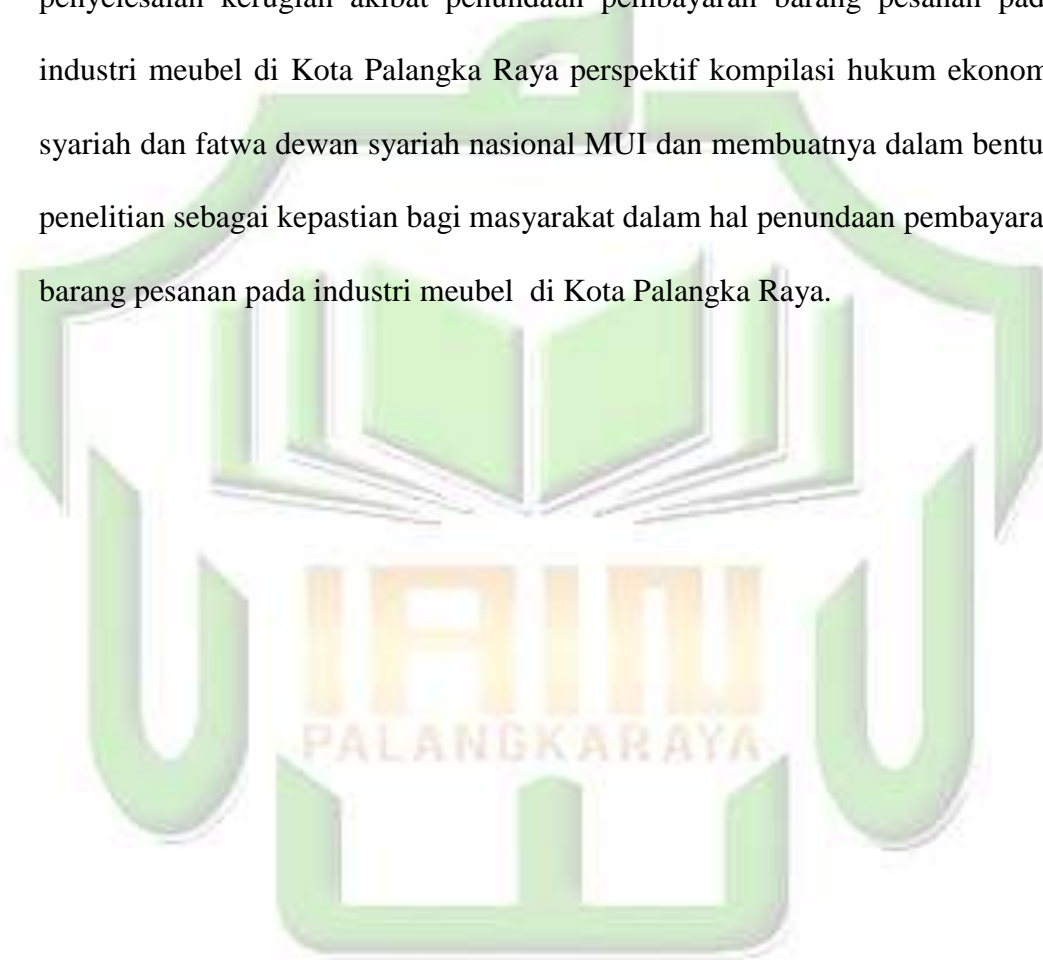 penyelesaian kerugian akibat penundaan pembayaran barang pesanan pad
industri meubel di Kota Palangka Raya perspektif kompilasi hukum ekonom
syariah dan fatwa dewan syariah nasional MUI dan membuatnya dalam bentu
penelitian sebagai kepastian bagi masyarakat dalam hal penundaan pembayara
barang pesanan pada industri meubel di Kota Palangka Raya.
IAIN
PALANGKARAYA